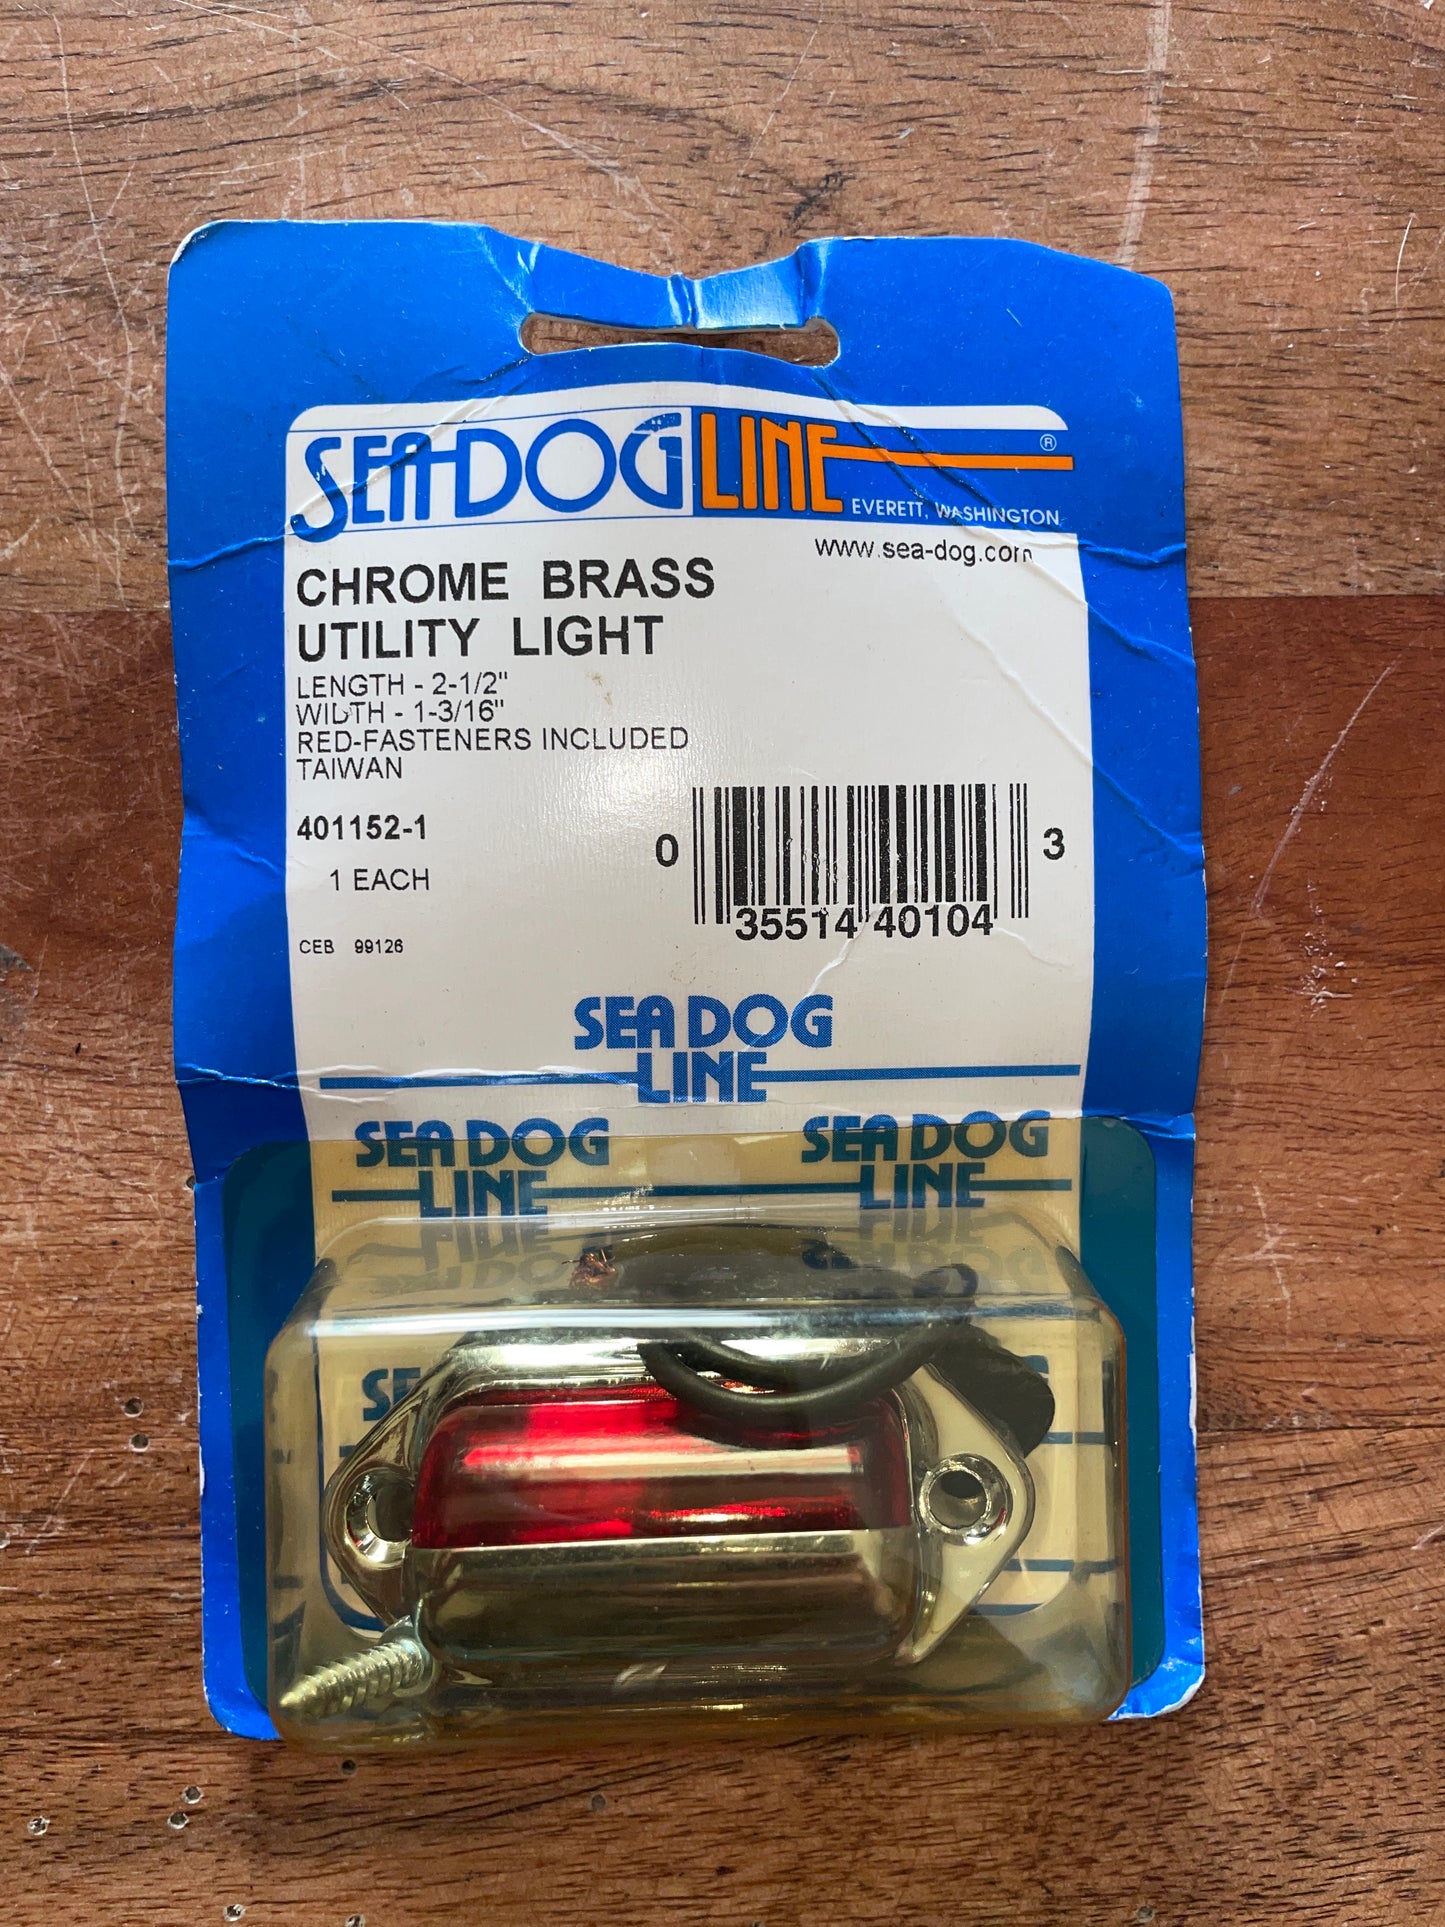 SEA-DOG LINE ®
EVERETT, WASHINGTON
www.sea-dog.com
CHROME BRASS
UTILITY LIGHT
LENGTH - 2-1/2"
WIDTH - 1-3/16"
RED-FASTENERS INCLUDED
TAIWAN
401152-1
1 EACH
0 35514 40104 3
CEB 99126
SEA DOG
LINE
SEA DOG
LINE
SEA DOG
LINE